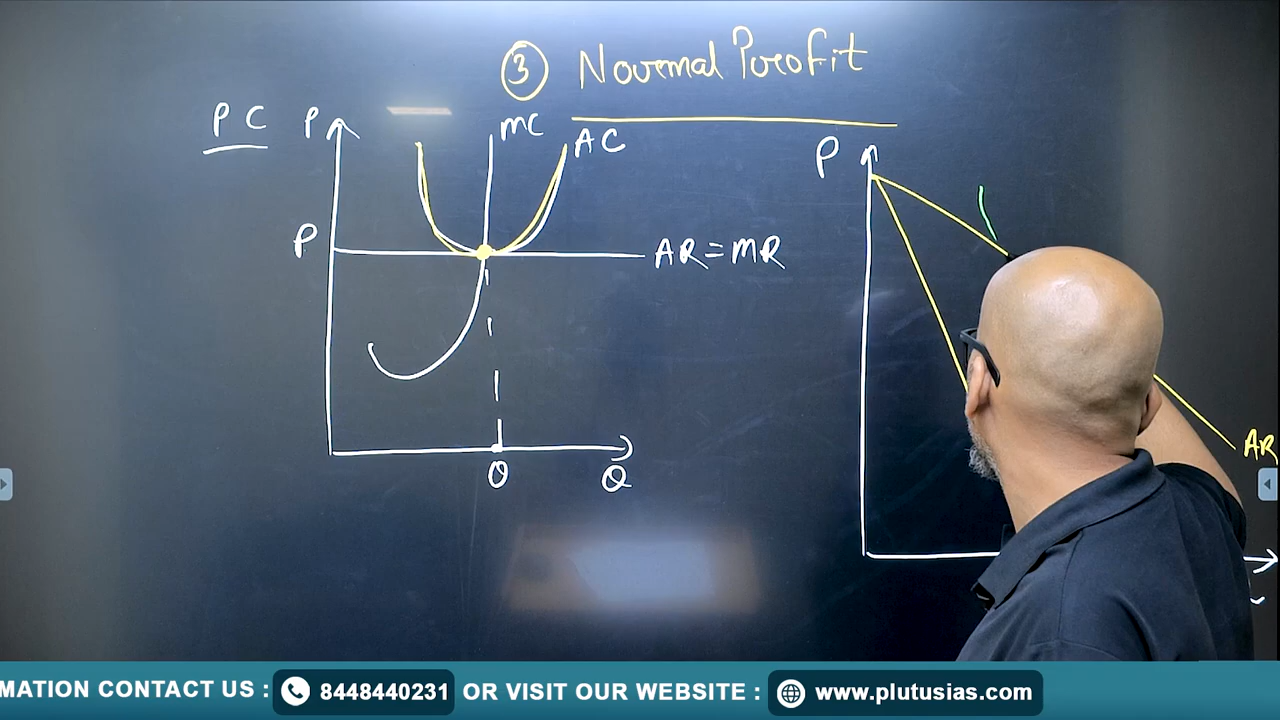 ③ Normal Profit
PC
P
MC
AC
P
AR=MR
Q
Q
P
AR
MATION CONTACT US : 8448440231 OR VISIT OUR WEBSITE : www.plutusias.com